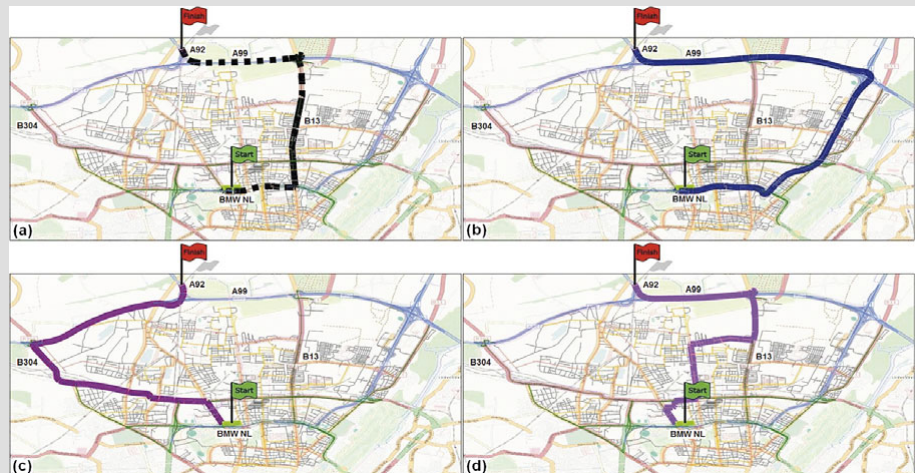 Finish
A92
A99
B304
B13
Start
BMW NL
(a)
Finish
A92
A99
B304
B13
Start
BMW NL
(b)
Finish
A92
A99
B304
B13
Start
BMW NL
(c)
Finish
A92
A99
B304
B13
Start
BMW NL
(d)